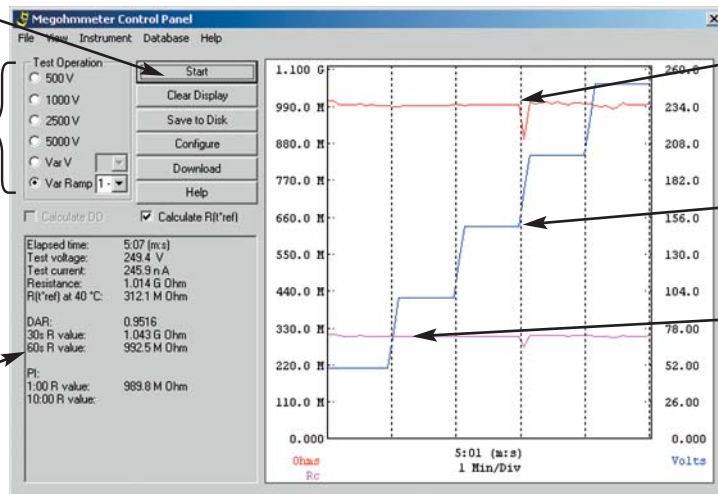 Megohmmeter Control Panel
File View Instrument Database Help
Test Operation
500 V
1000 V
2500 V
5000 V
Var V
Var Ramp 1 -
Start
Clear Display
Save to Disk
Configure
Download
Help
Calculate DD
Calculate R(t°ref)
Elapsed time: 5:07 (m:s)
Test voltage: 249.4 V
Test current: 245.9 n A
Resistance: 1.014 G Ohm
R(t°ref) at 40 °C: 312.1 M Ohm
DAR: 0.9516
30s R value: 1.043 G Ohm
60s R value: 992.5 M Ohm
PI:
1:00 R value: 989.8 M Ohm
10:00 R value:
1.100 G
990.0 M
880.0 M
770.0 M
660.0 M
550.0 M
440.0 M
330.0 M
220.0 M
110.0 M
0.000
260.0
234.0
208.0
182.0
156.0
130.0
104.0
78.00
52.00
26.00
0.000
Ohms
Rc
5:01 (m:s)
1 Min/Div
Volts